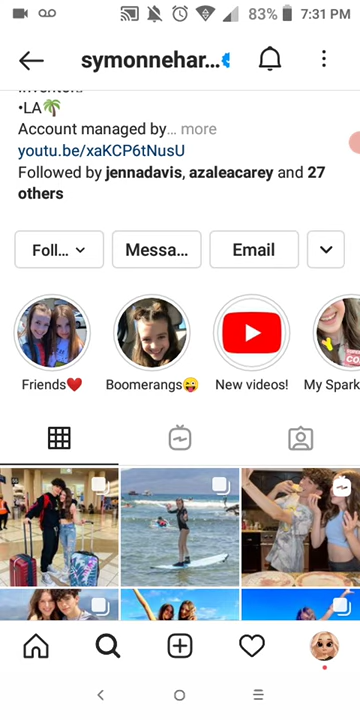 83% 7:31 PM
symonnehar...
•LA🌴
Account managed by... more
youtu.be/xaKCP6tNusU
Followed by jennadavis, azaleacarey and 27
others
Foll... Messa... Email
Friends❤️ Boomerangs😜 New videos! My Spark